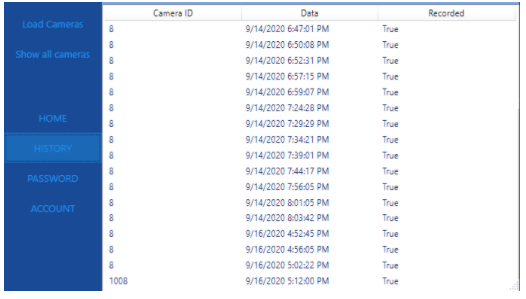 Load Cameras
Show all cameras
HOME
HISTORY
PASSWORD
ACCOUNT
Camera ID Data Recorded
8 9/14/2020 6:47:01 PM True
8 9/14/2020 6:50:08 PM True
8 9/14/2020 6:52:31 PM True
8 9/14/2020 6:57:15 PM True
8 9/14/2020 6:59:07 PM True
8 9/14/2020 7:24:28 PM True
8 9/14/2020 7:29:29 PM True
8 9/14/2020 7:34:21 PM True
8 9/14/2020 7:39:01 PM True
8 9/14/2020 7:44:17 PM True
8 9/14/2020 7:56:05 PM True
8 9/14/2020 8:01:05 PM True
8 9/14/2020 8:03:42 PM True
8 9/16/2020 4:52:45 PM True
8 9/16/2020 4:56:05 PM True
8 9/16/2020 5:02:22 PM True
1008 9/16/2020 5:12:00 PM True